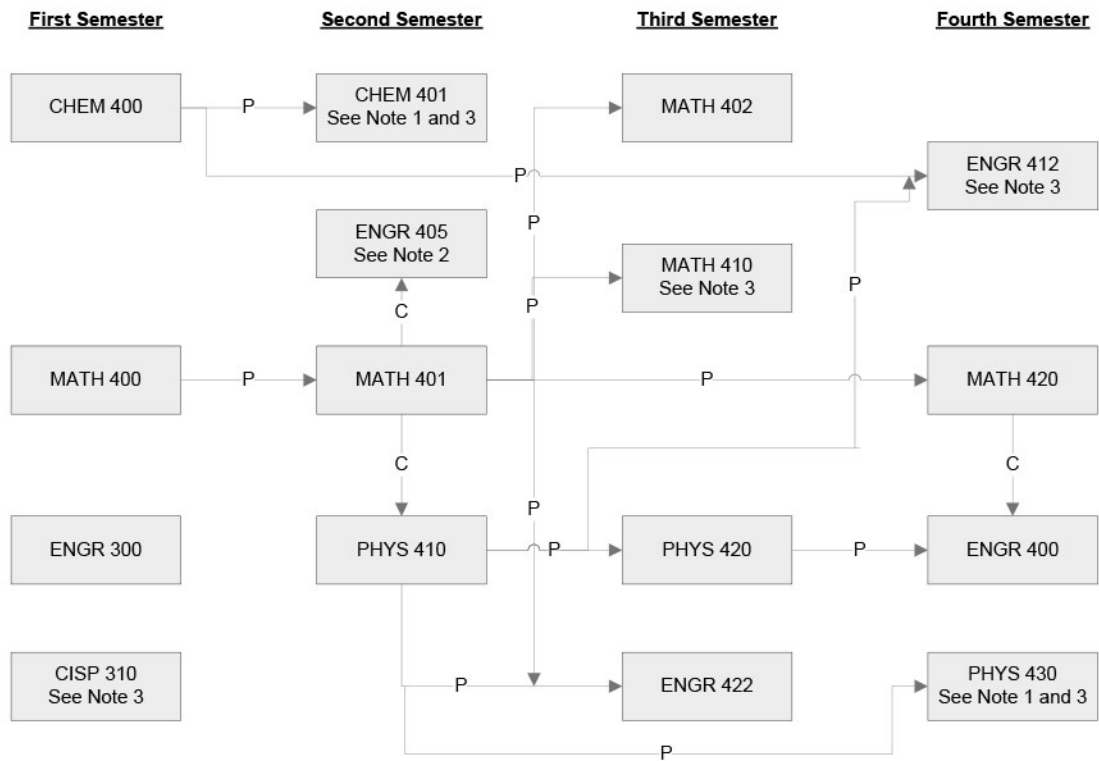 First Semester
Second Semester
Third Semester
Fourth Semester
CHEM 400
P
CHEM 401
See Note 1 and 3
MATH 402
P
ENGR 412
See Note 3
ENGR 405
See Note 2
P
MATH 410
See Note 3
P
C
P
MATH 400
P
MATH 401
P
MATH 420
C
C
P
ENGR 300
PHYS 410
P
PHYS 420
P
ENGR 400
CISP 310
See Note 3
P
ENGR 422
PHYS 430
See Note 1 and 3
P